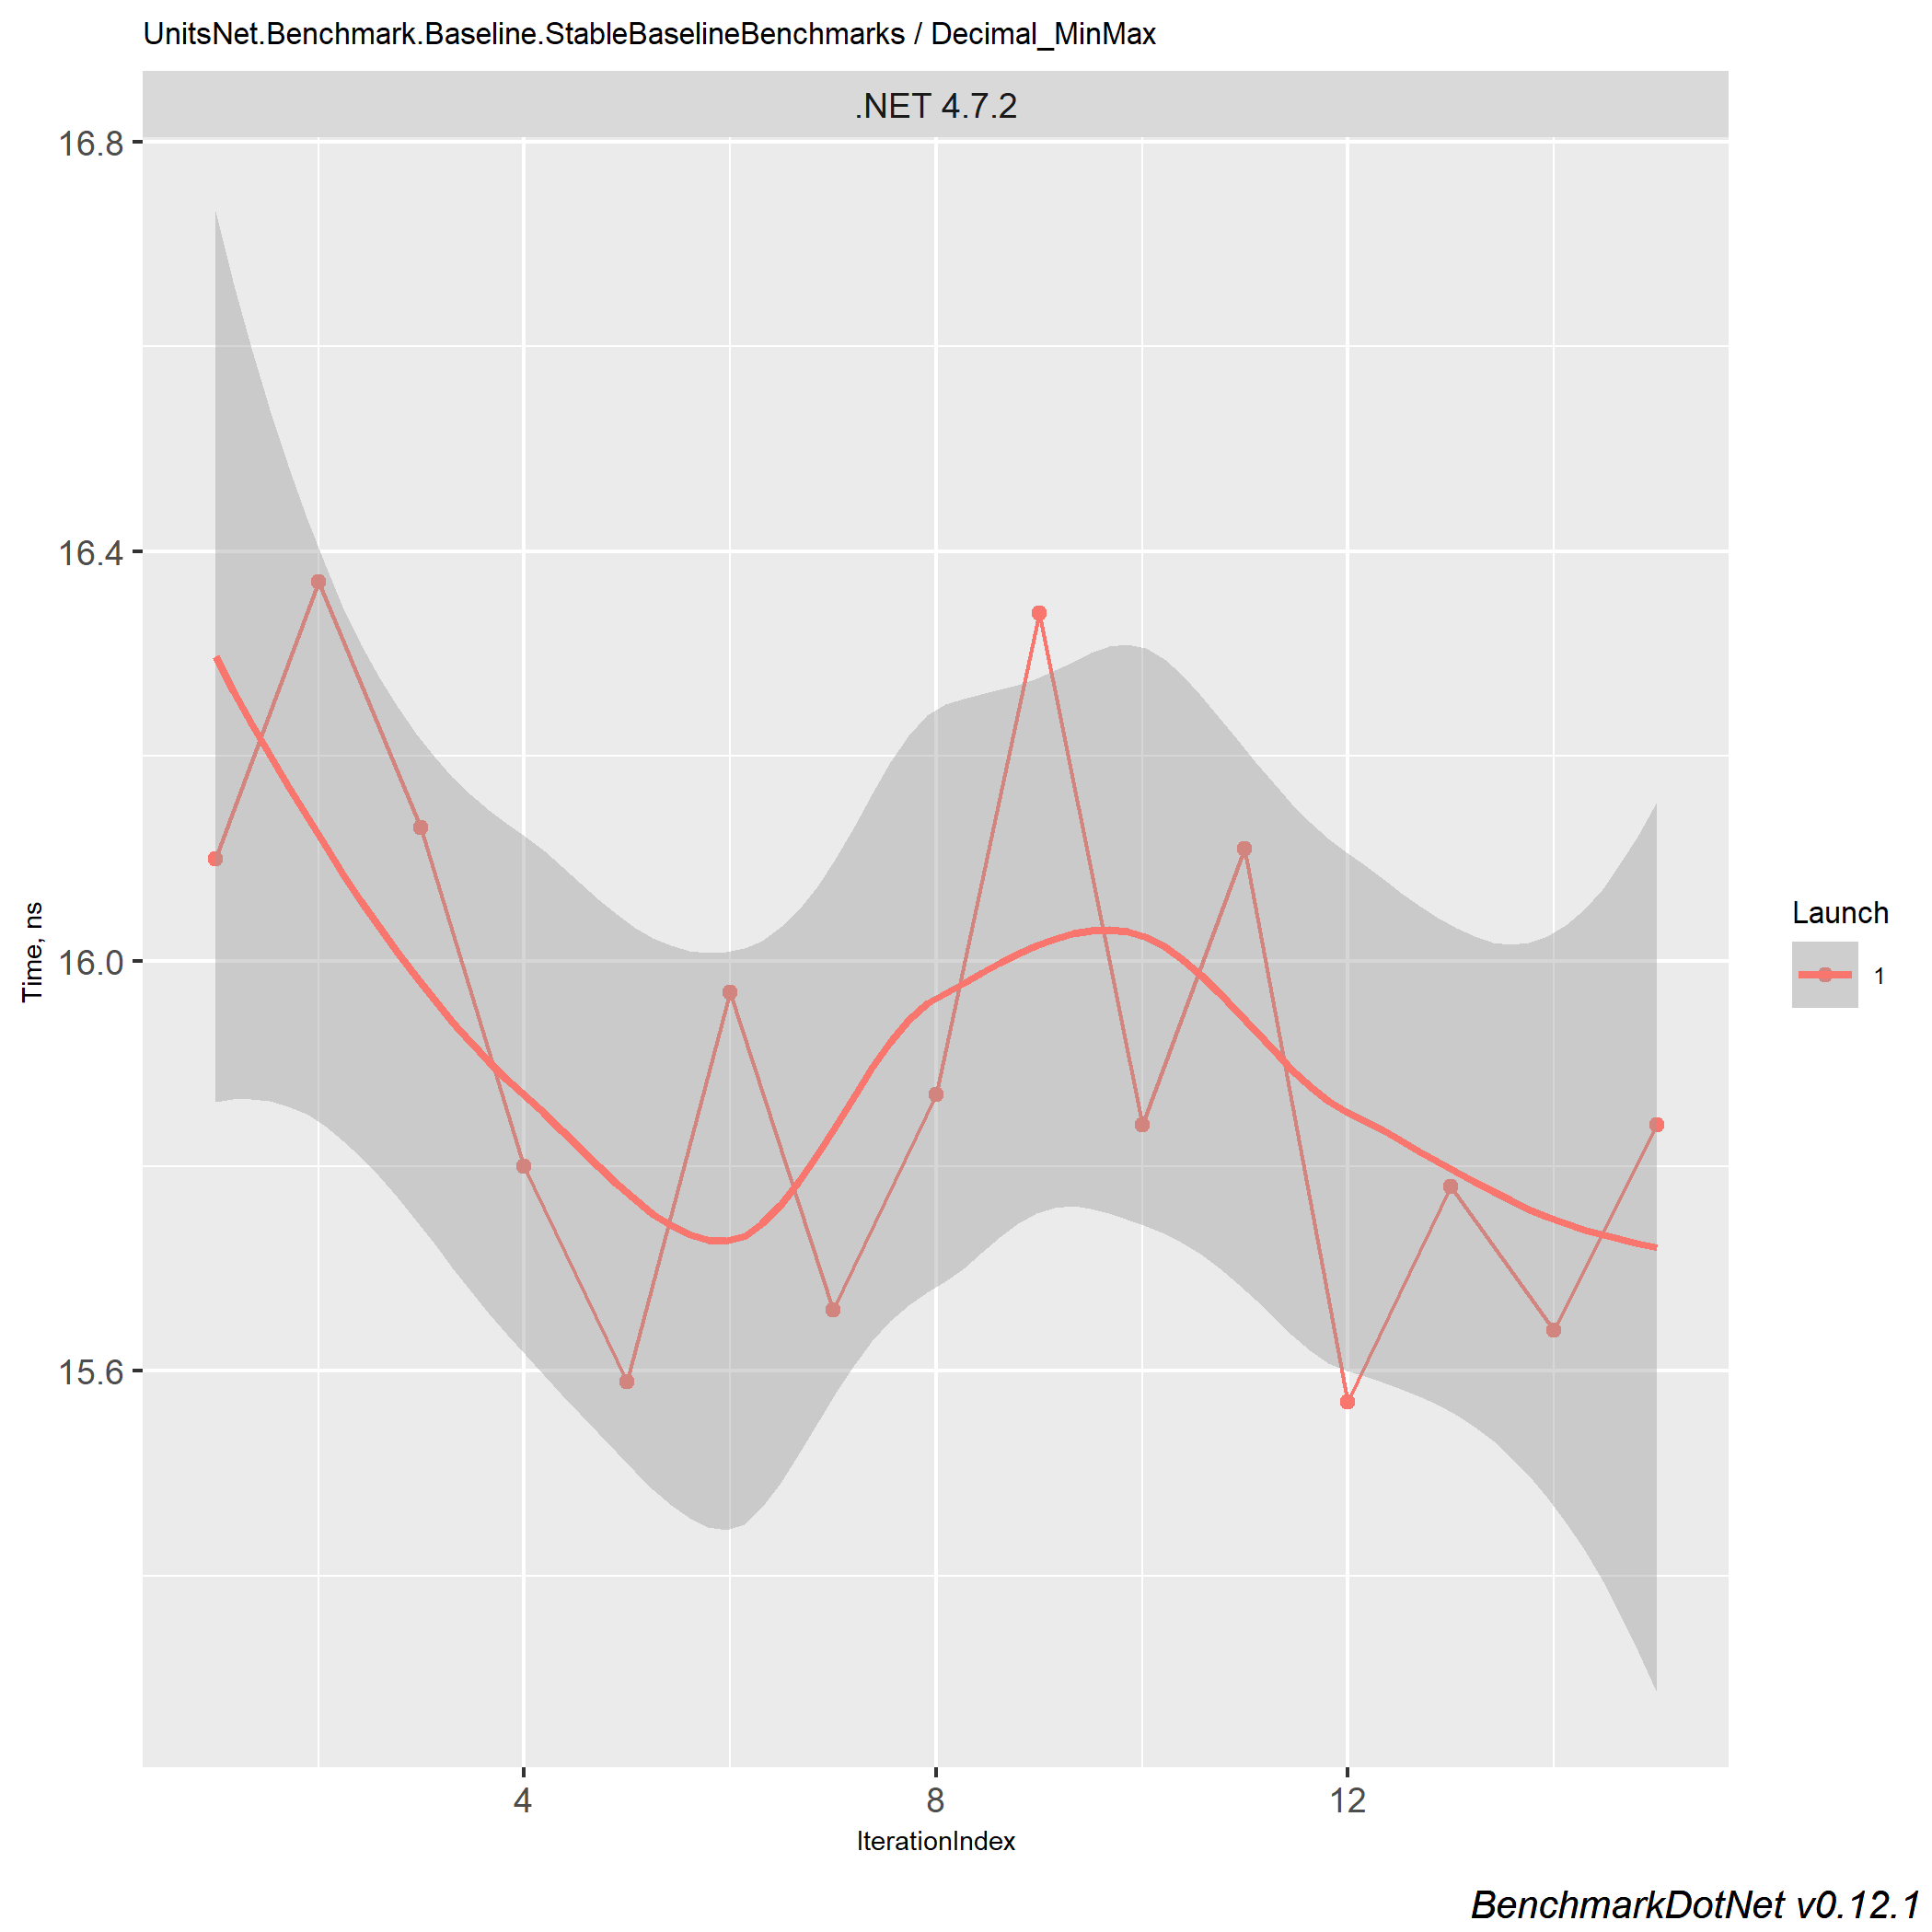 UnitsNet.Benchmark.Baseline.StableBaselineBenchmarks / Decimal_MinMax
.NET 4.7.2
16.8
16.4
16.0
15.6
Time, ns
4
8
12
IterationIndex
Launch
1
BenchmarkDotNet v0.12.1